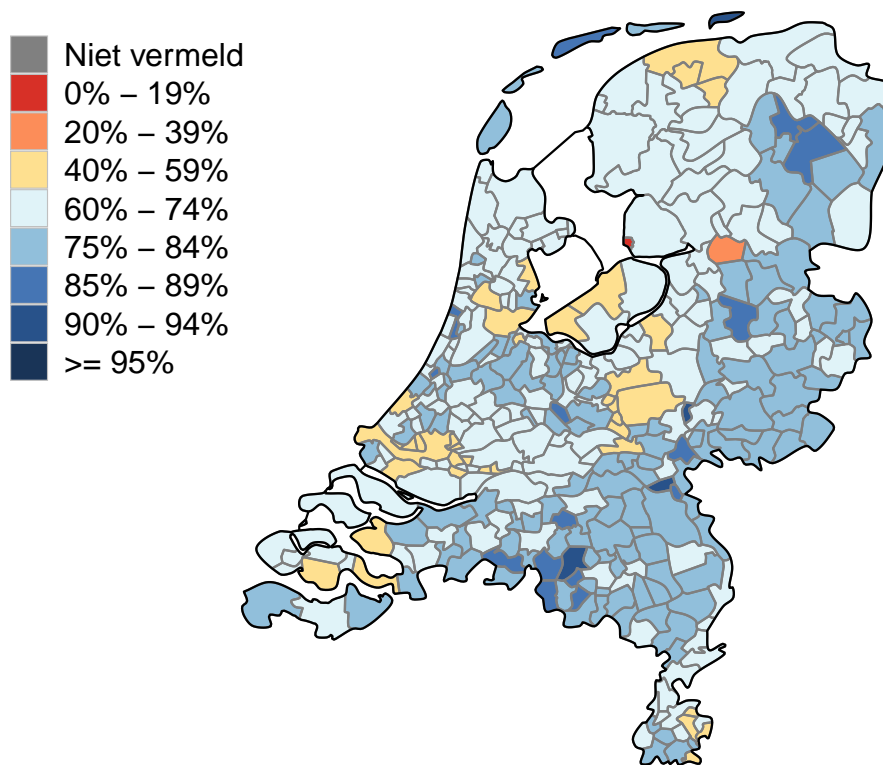 Niet vermeld
0% – 19%
20% – 39%
40% – 59%
60% – 74%
75% – 84%
85% – 89%
90% – 94%
>= 95%